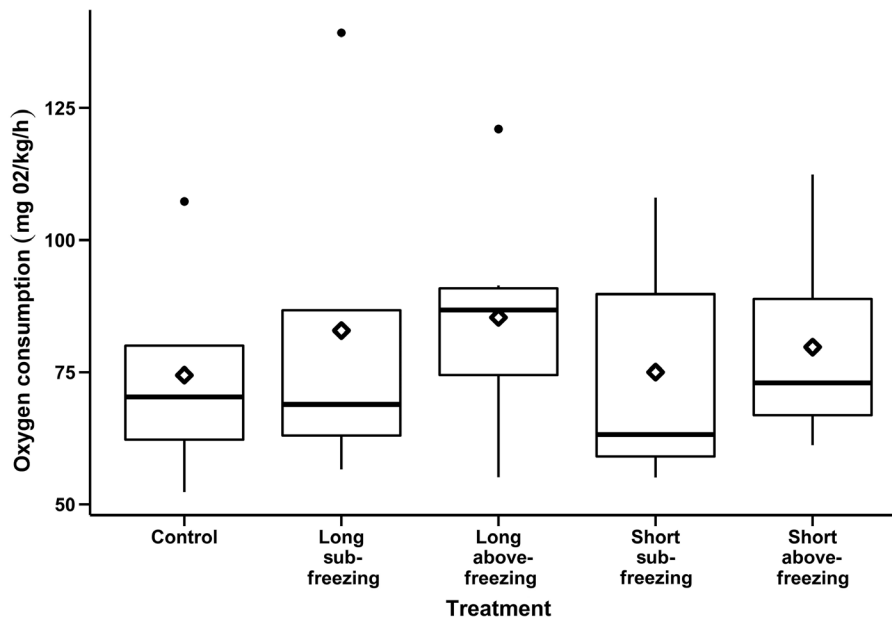 Oxygen consumption (mg 02/kg/h)
125
100
75
50
Control
Long
sub-
freezing
Long
above-
freezing
Short
sub-
freezing
Short
above-
freezing
Treatment